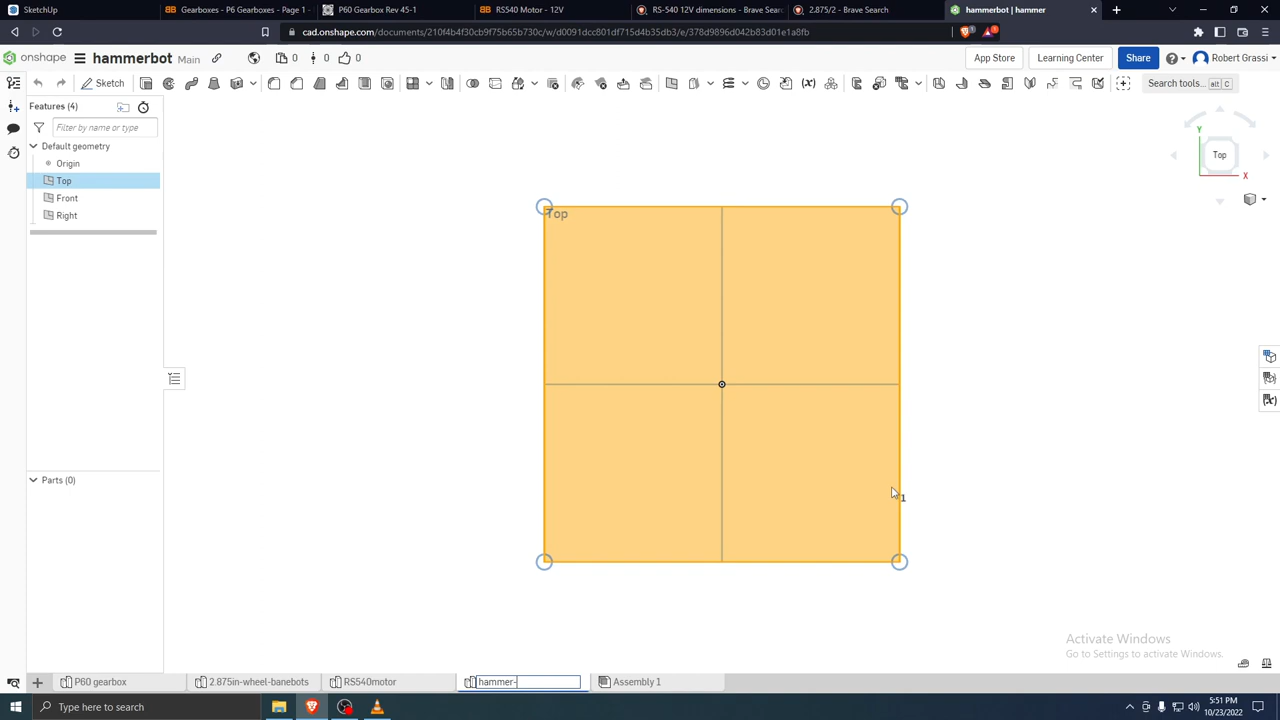 SketchUp
Gearboxes - P6 Gearboxes - Page 1 -
P60 Gearbox Rev 45-1
RS540 Motor - 12V
RS-540 12V dimensions - Brave Sear
2.875/2 - Brave Search
hammerbot | hammer
cad.onshape.com/documents/210f4b4f30cb9f75b65b730c/w/d0091dcc801df715d4b35db3/e/378d9896d042b83d01e1a8fb
onshape
hammerbot Main
0
0
0
App Store
Learning Center
Share
Robert Grassi
Sketch
Search tools... alt C
Features (4)
Filter by name or type
Default geometry
Origin
Top
Front
Right
Parts (0)
Top
1
Y
Top
X
Activate Windows
Go to Settings to activate Windows.
P60 gearbox
2.875in-wheel-banebots
RS540motor
hammer-
Assembly 1
Type here to search
5:51 PM
10/23/2022